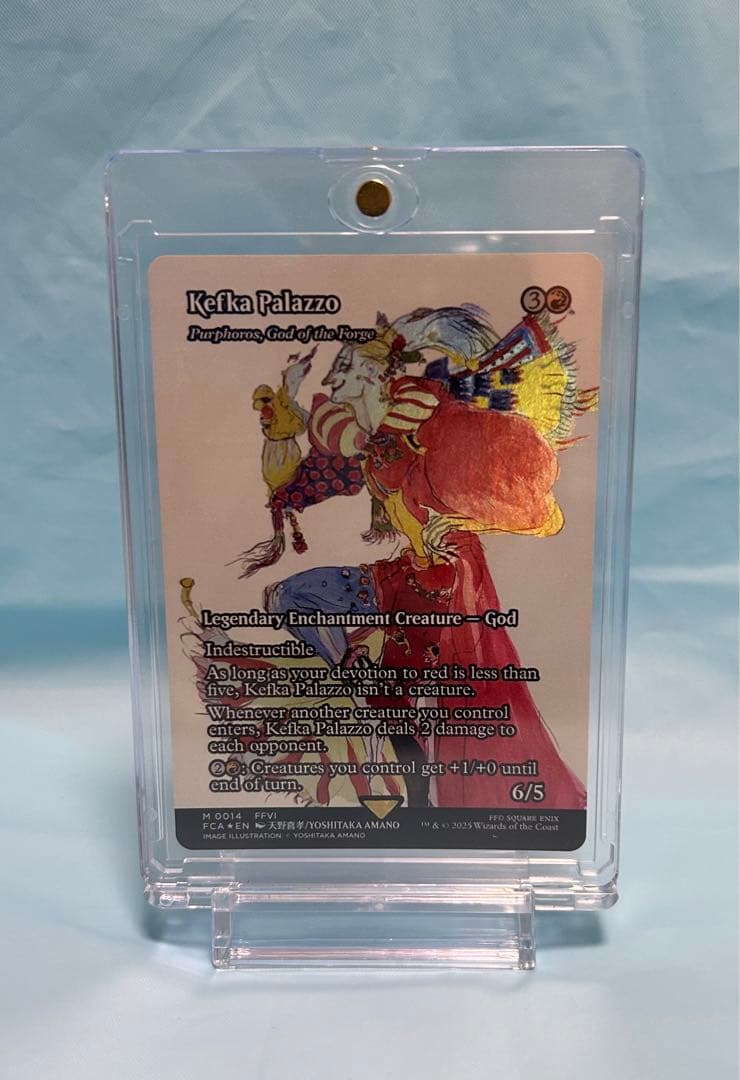 Kefka Palazzo
3
Purphoros, God of the Forge
Legendary Enchantment Creature — God
Indestructible
As long as your devotion to red is less than
five, Kefka Palazzo isn't a creature.
Whenever another creature you control
enters, Kefka Palazzo deals 2 damage to
each opponent.
2: Creatures you control get +1/+0 until
end of turn.
6/5
M 0014 FFVI
FCA ★ EN 天野喜孝/YOSHITAKA AMANO
IMAGE ILLUSTRATION: © YOSHITAKA AMANO
FF© SQUARE ENIX
™ & © 2025 Wizards of the Coast